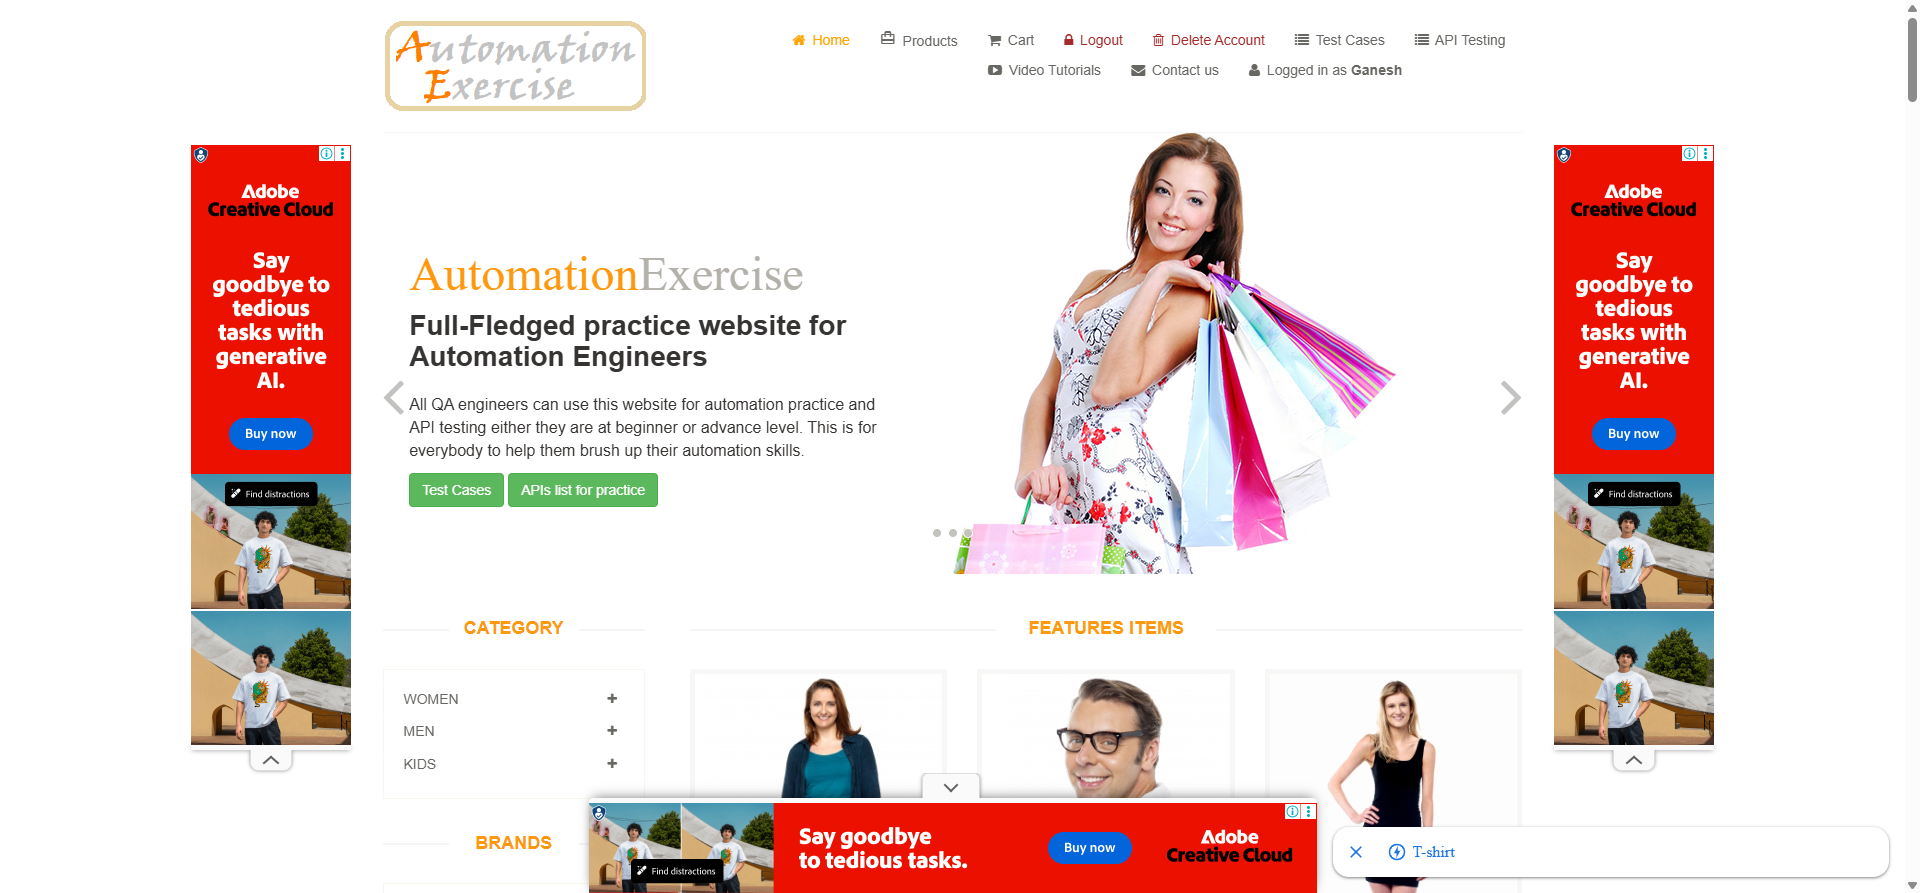 Automation
Exercise
Home
Products
Cart
Logout
Delete Account
Test Cases
API Testing
Video Tutorials
Contact us
Logged in as Ganesh
Adobe
Creative Cloud
Say
goodbye to
tedious
tasks with
generative
AI.
Buy now
Find distractions
AutomationExercise
Full-Fledged practice website for
Automation Engineers
All QA engineers can use this website for automation practice and
API testing either they are at beginner or advance level. This is for
everybody to help them brush up their automation skills.
Test Cases
APIs list for practice
Adobe
Creative Cloud
Say
goodbye to
tedious
tasks with
generative
AI.
Buy now
Find distractions
CATEGORY
WOMEN
MEN
KIDS
BRANDS
FEATURES ITEMS
Find distractions
Say goodbye
to tedious tasks.
Buy now
Adobe
Creative Cloud
T-shirt